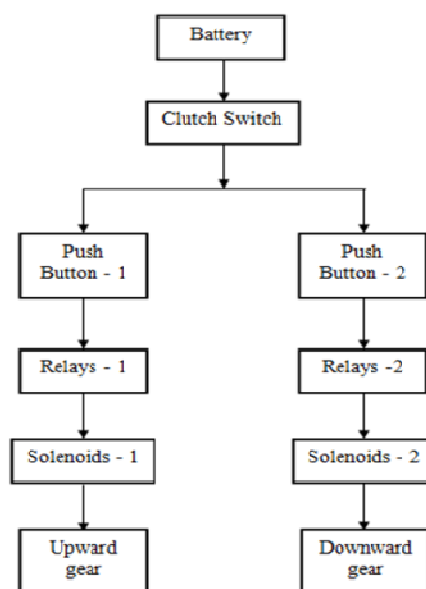 Battery
Clutch Switch
Push
Button - 1
Push
Button - 2
Relays - 1
Relays -2
Solenoids - 1
Solenoids - 2
Upward
gear
Downward
gear